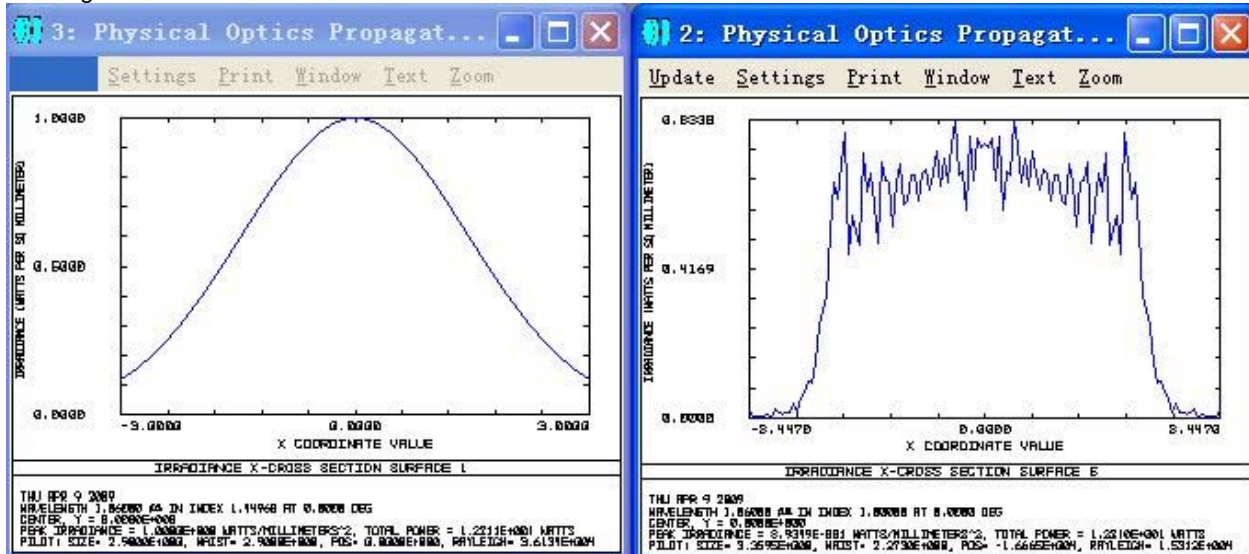 3: Physical Optics Propagat...
Settings Print Window Text Zoom
1.0000
0.5000
0.0000
IRRADIANCE (WATTS PER SQ MILLIMETER)
-3.0000 0.0000 3.0000
X COORDINATE VALUE
IRRADIANCE X-CROSS SECTION SURFACE 1
THU APR 9 2009
WAVELENGTH 1.06000 µm IN INDEX 1.44968 AT 0.0000 DEG
CENTER, Y = 0.0000E+000
PEAK IRRADIANCE = 1.0000E+000 WATTS/MILLIMETERS^2, TOTAL POWER = 1.2311E+001 WATTS
PILOT: SIZE= 2.9000E+000, WAIST= 2.9000E+000, POS= 0.0000E+000, RAYLEIGH= 3.6134E+004
2: Physical Optics Propagat...
Update Settings Print Window Text Zoom
0.8338
0.4169
0.0000
IRRADIANCE (WATTS PER SQ MILLIMETER)
-3.4470 0.0000 3.4470
X COORDINATE VALUE
IRRADIANCE X-CROSS SECTION SURFACE 6
THU APR 9 2009
WAVELENGTH 1.06000 µm IN INDEX 1.00000 AT 0.0000 DEG
CENTER, Y = 0.0000E+000
PEAK IRRADIANCE = WATTS/MILLIMETERS^2, TOTAL POWER = 1.2310E+001 WATTS
PILOT: SIZE= 3.3595E+000, WAIST= 2.2730E+000, POS= -1.6665E+004, RAYLEIGH= 1.5312E+004